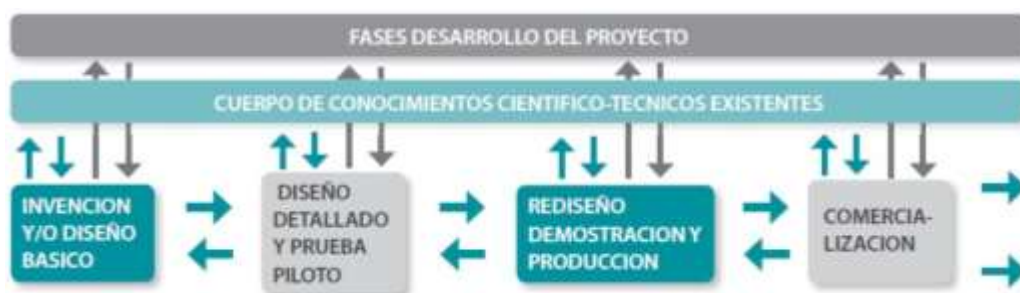 FASES DESARROLLO DEL PROYECTO
CUERPO DE CONOCIMIENTOS CIENTIFICO-TECNICOS EXISTENTES
INVENCION
Y/O DISEÑO
BASICO
DISEÑO
DETALLADO
Y PRUEBA
PILOTO
REDISEÑO
DEMOSTRACION Y
PRODUCCION
COMERCIA-
LIZACION